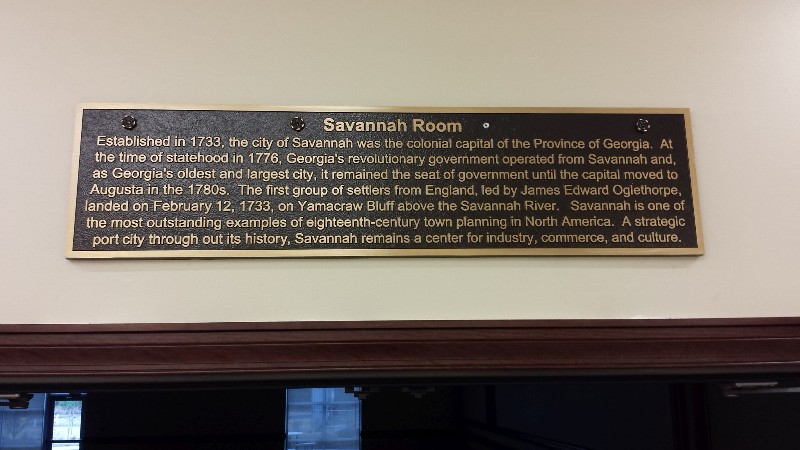 Savannah Room
Established in 1733, the city of Savannah was the colonial capital of the Province of Georgia. At
the time of statehood in 1776, Georgia's revolutionary government operated from Savannah and,
as Georgia's oldest and largest city, it remained the seat of government until the capital moved to
Augusta in the 1780s. The first group of settlers from England, led by James Edward Oglethorpe,
landed on February 12, 1733, on Yamacraw Bluff above the Savannah River. Savannah is one of
the most outstanding examples of eighteenth-century town planning in North America. A strategic
port city through out its history, Savannah remains a center for industry, commerce, and culture.